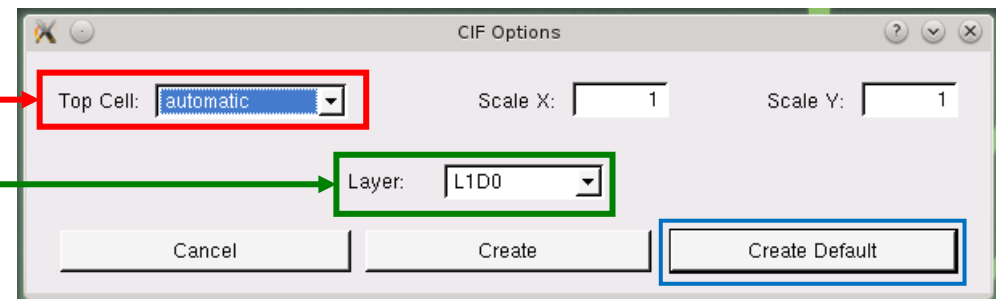 CIF Options
Top Cell: automatic Scale X: 1 Scale Y: 1
Layer: L1D0
Cancel Create Create Default